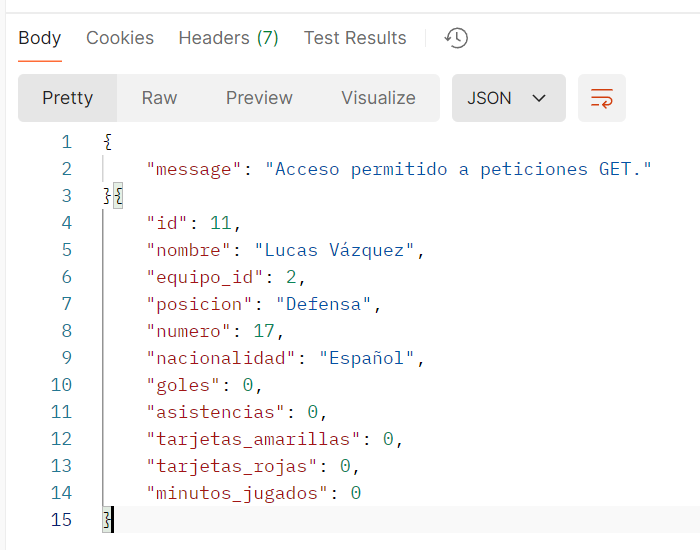 Body Cookies Headers (7) Test Results
Pretty Raw Preview Visualize JSON
1 {
2 "message": "Acceso permitido a peticiones GET."
3 }{
4 "id": 11,
5 "nombre": "Lucas Vázquez",
6 "equipo_id": 2,
7 "posicion": "Defensa",
8 "numero": 17,
9 "nacionalidad": "Español",
10 "goles": 0,
11 "asistencias": 0,
12 "tarjetas_amarillas": 0,
13 "tarjetas_rojas": 0,
14 "minutos_jugados": 0
15 }